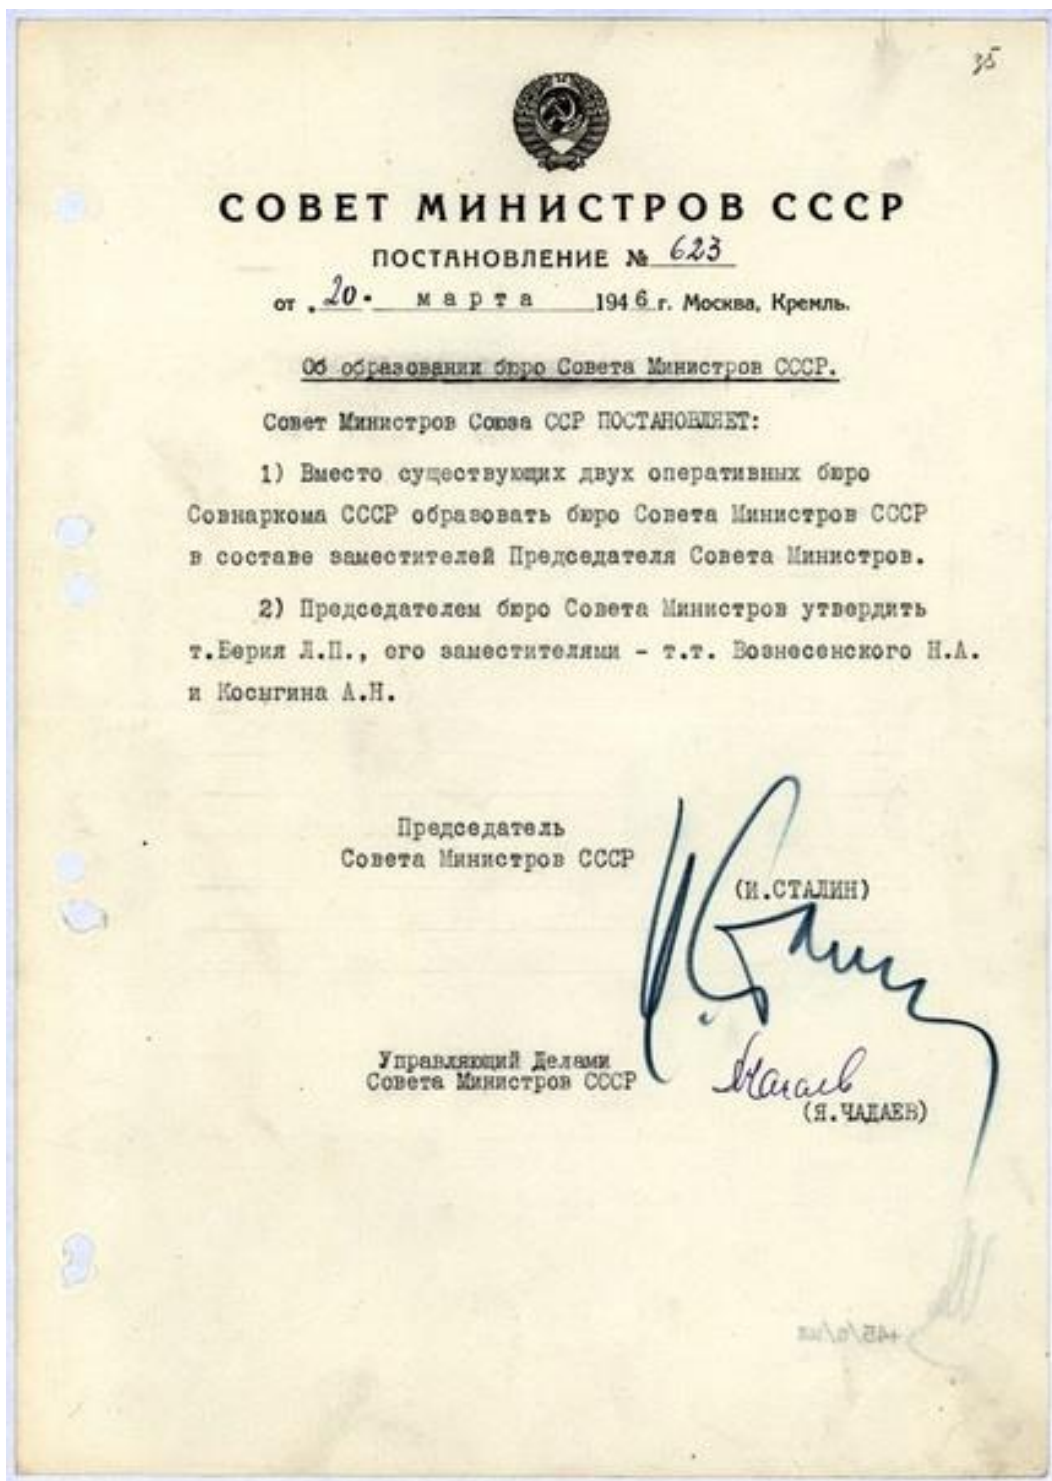 35
СОВЕТ МИНИСТРОВ СССР
ПОСТАНОВЛЕНИЕ № 623
от „20" марта 1946 г. Москва, Кремль.
Об образовании бюро Совета Министров СССР.
Совет Министров Союза ССР ПОСТАНОВЛЯЕТ:
1) Вместо существующих двух оперативных бюро
Совнаркома СССР образовать бюро Совета Министров СССР
в составе заместителей Председателя Совета Министров.
2) Председателем бюро Совета Министров утвердить
т.Берия Л.П., его заместителями - т.т. Вознесенского Н.А.
и Косыгина А.Н.
Председатель
Совета Министров СССР
(И.СТАЛИН)
И. Сталин
Управляющий Делами
Совета Министров СССР
ЯЧадаев
(Я.ЧАДАЕВ)